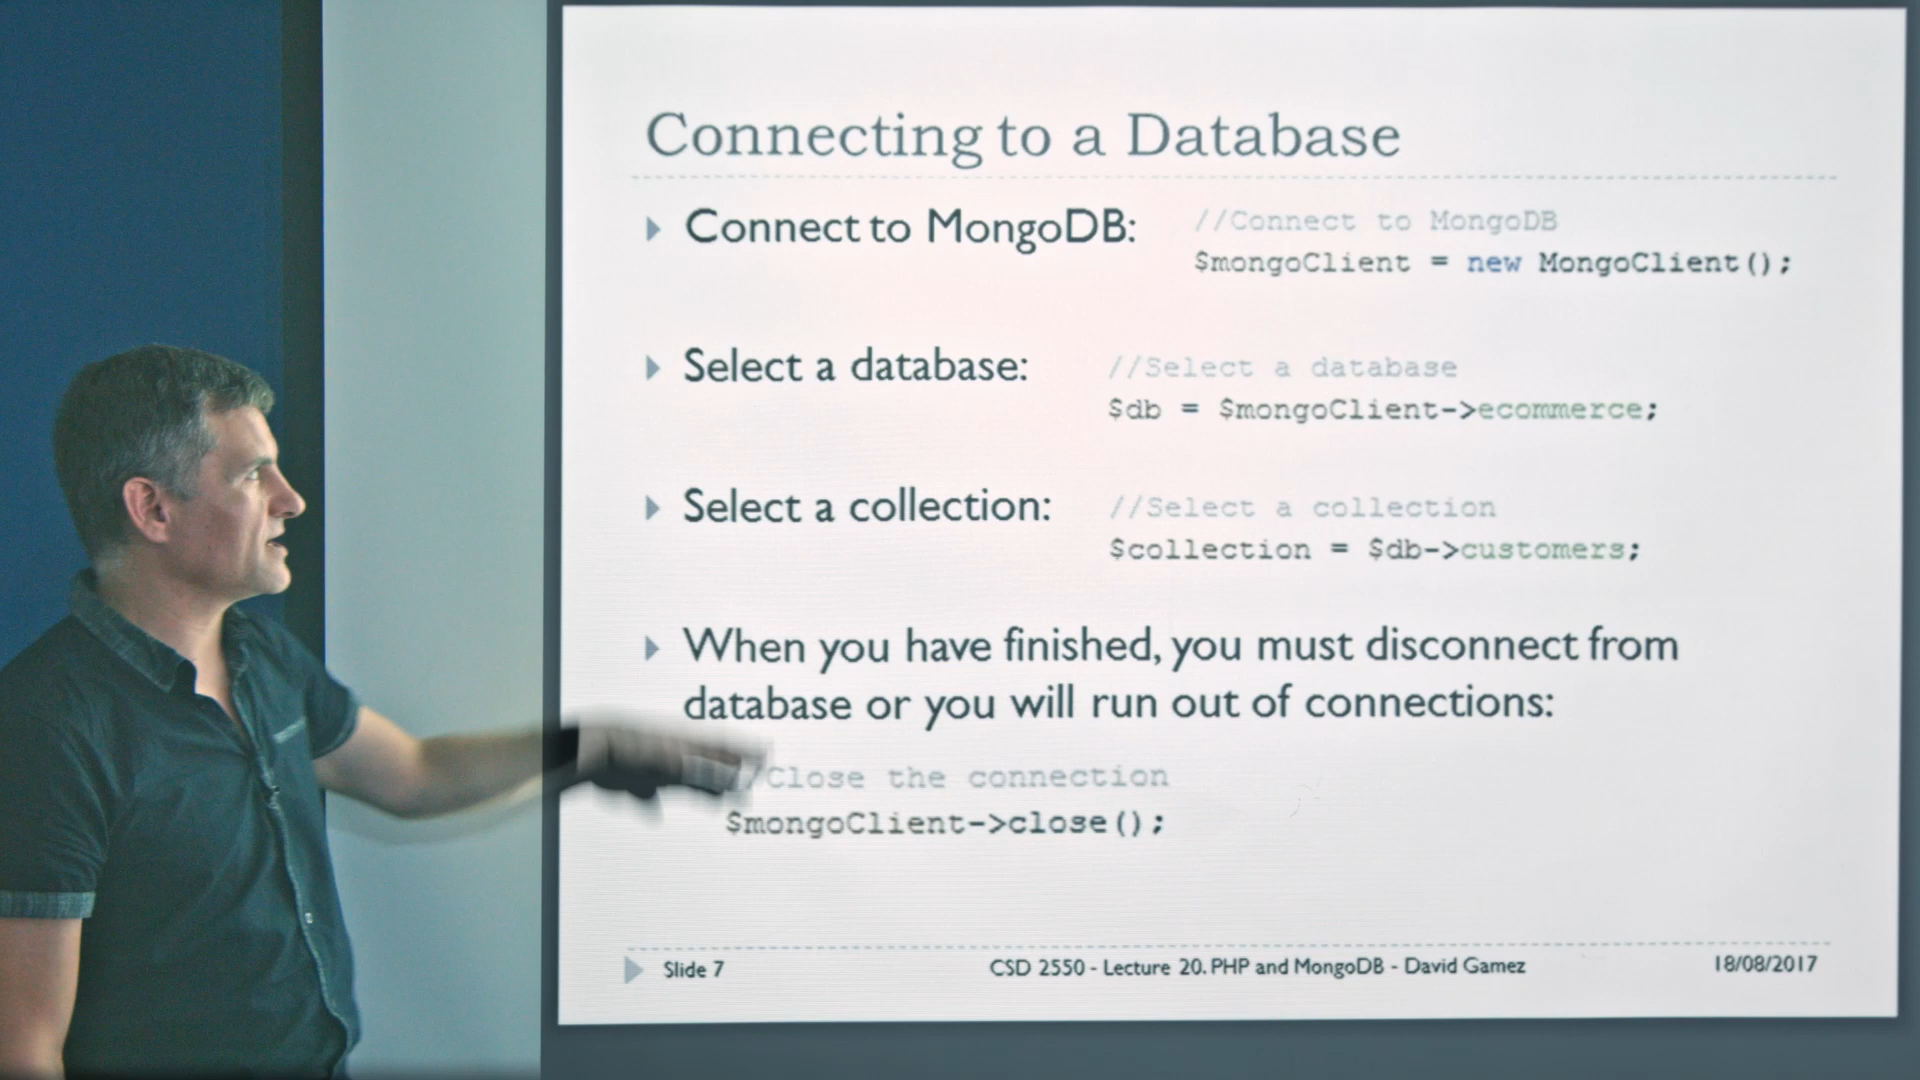 Connecting to a Database
Connect to MongoDB:
//Connect to MongoDB
$mongoClient = new MongoClient();
Select a database:
//Select a database
$db = $mongoClient->ecommerce;
Select a collection:
//Select a collection
$collection = $db->customers;
When you have finished, you must disconnect from
database or you will run out of connections:
//Close the connection
$mongoClient->close();
Slide 7
CSD 2550 - Lecture 20. PHP and MongoDB - David Gamez
18/08/2017